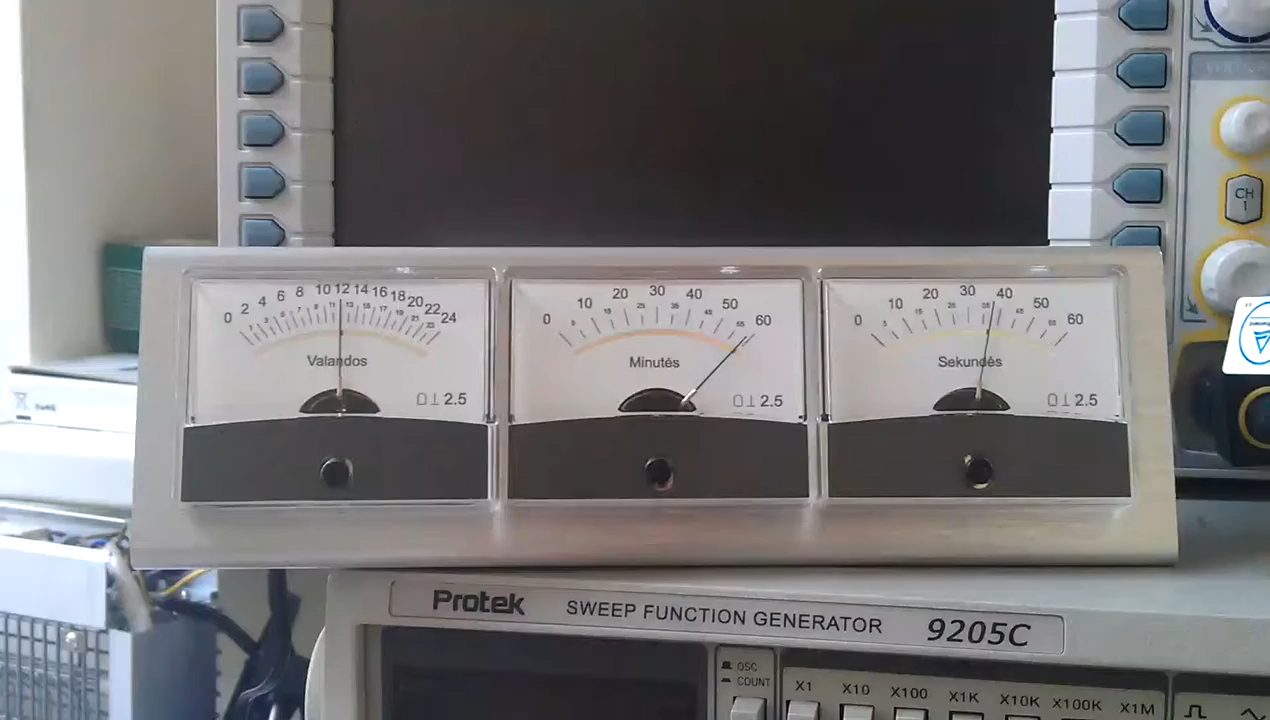 VERTICAL
CH 1
0 2 4 6 8 10 12 14 16 18 20 22 24
Valandos
2.5
0 10 20 30 40 50 60
Minutės
2.5
0 10 20 30 40 50 60
Sekundės
2.5
Protek SWEEP FUNCTION GENERATOR 9205C
OSC
COUNT
X1 X10 X100 X1K X10K X100K X1M